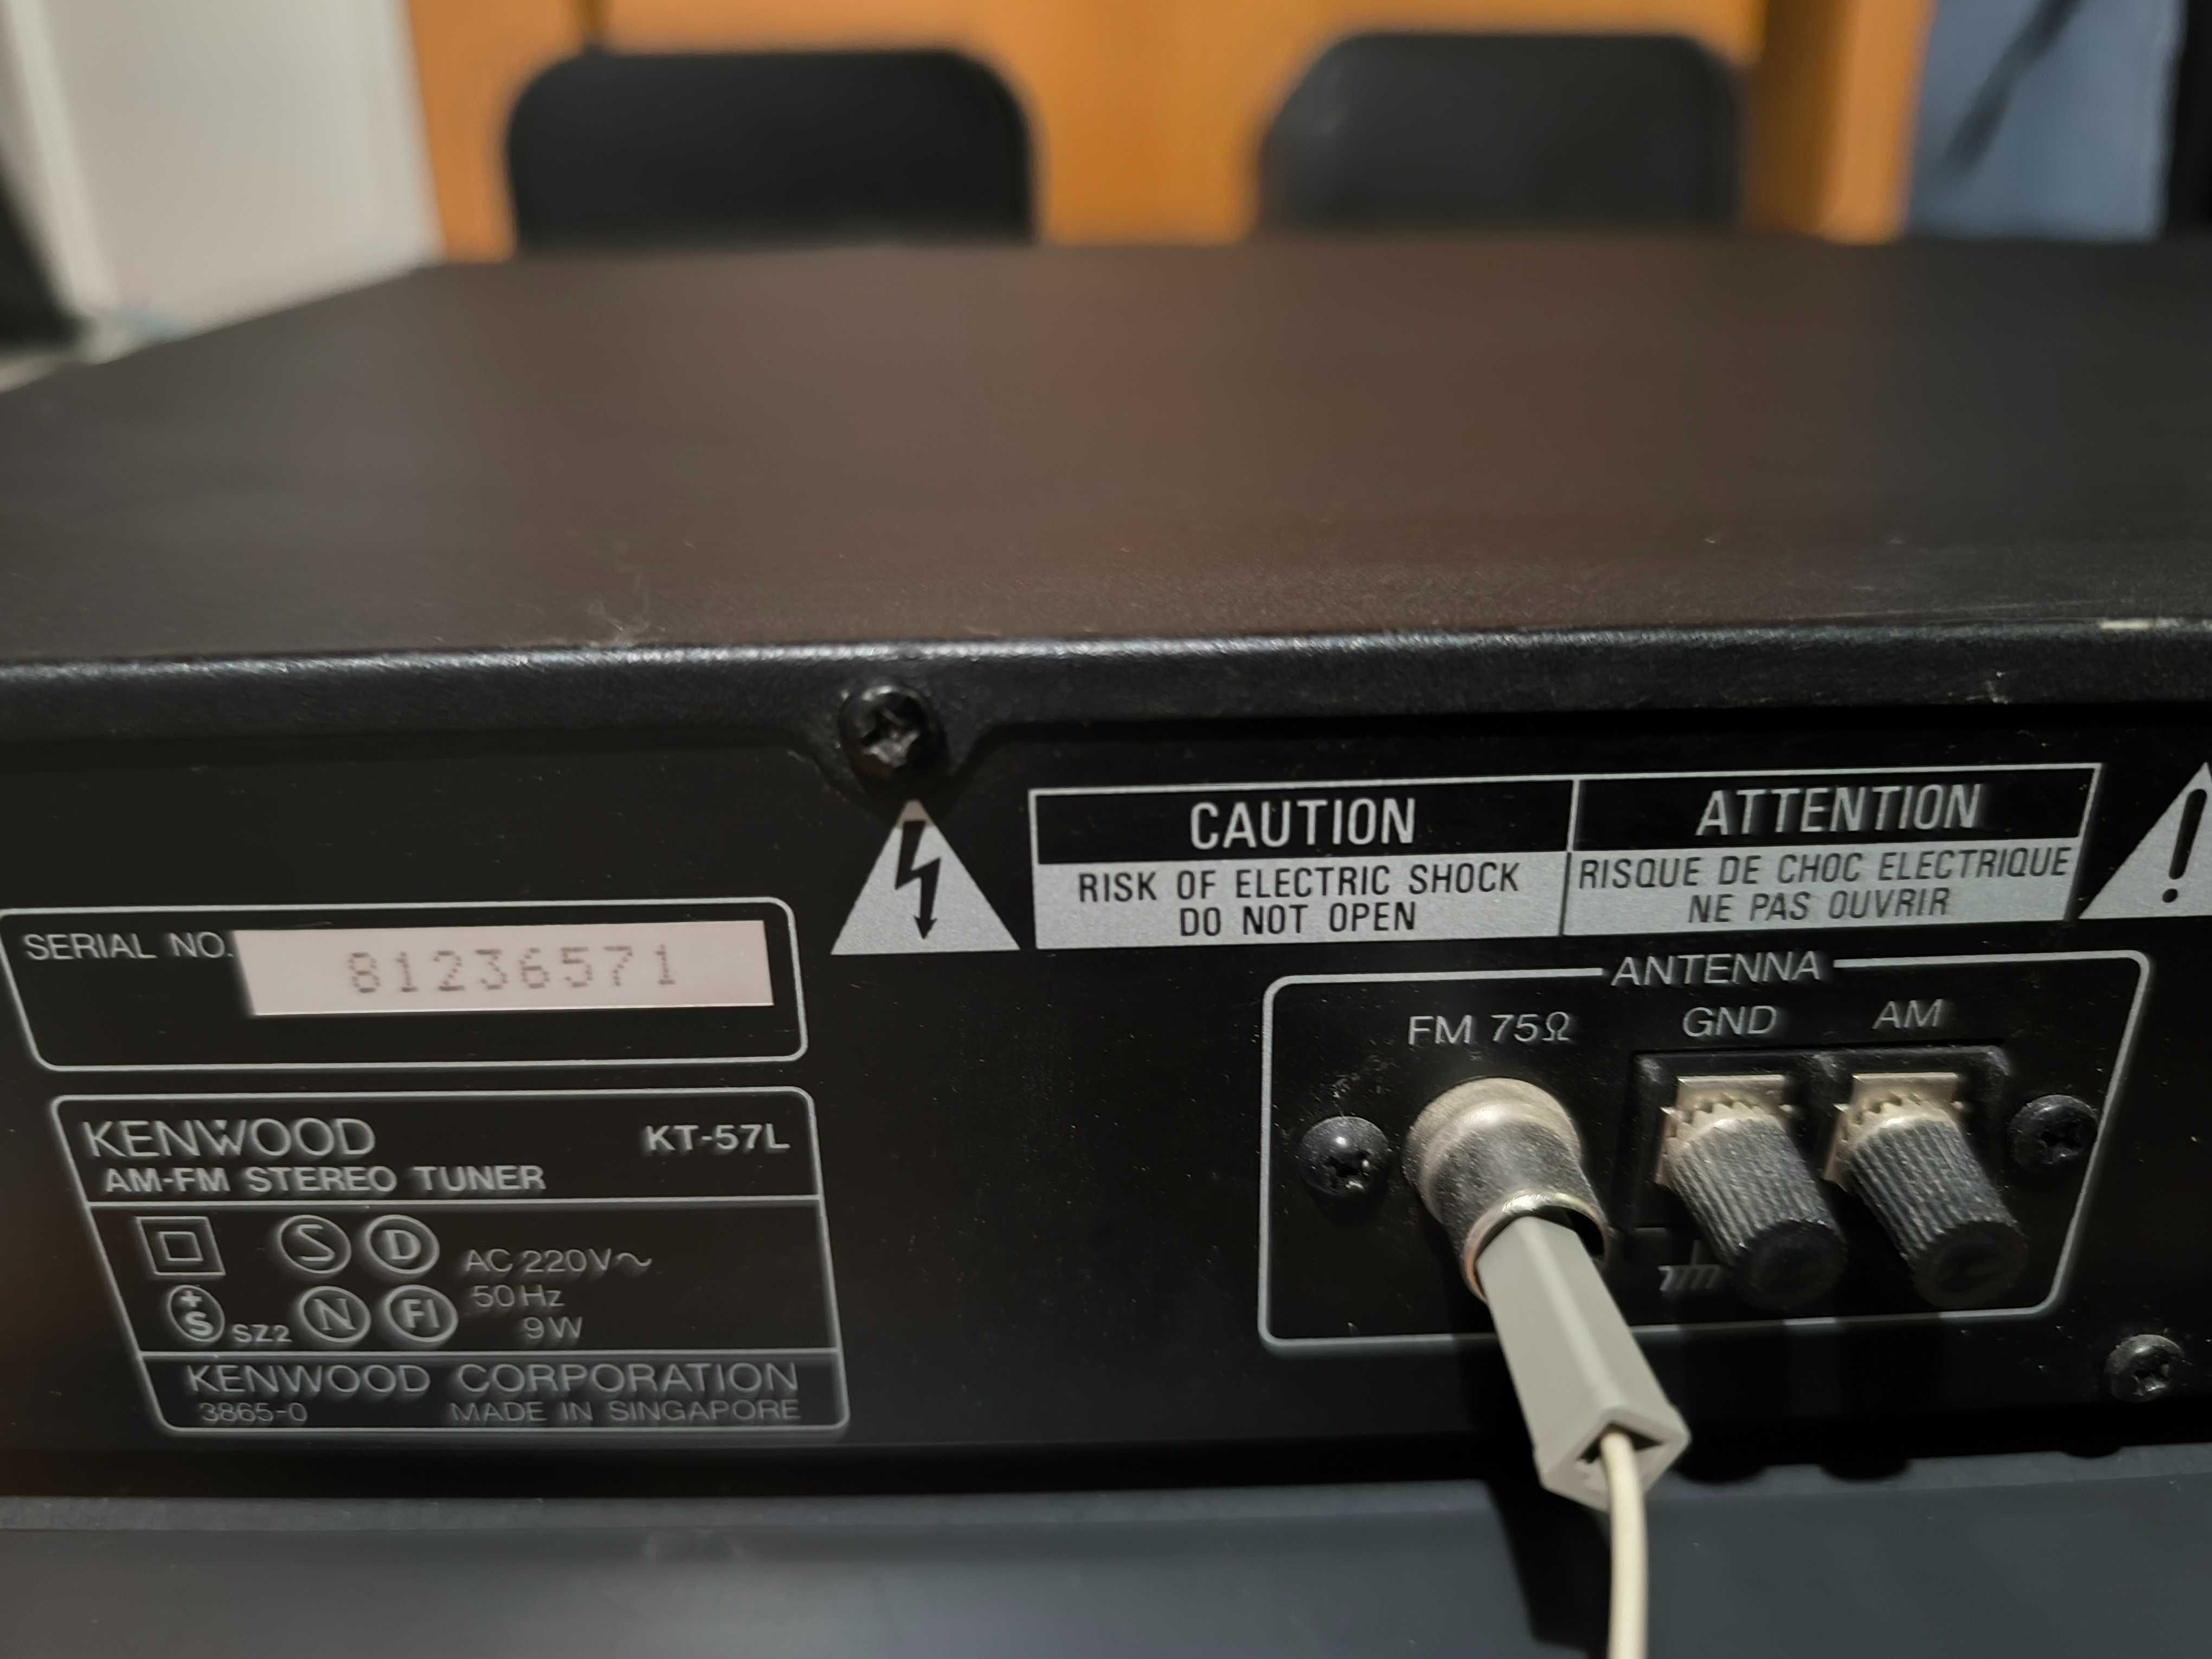 CAUTION
RISK OF ELECTRIC SHOCK
DO NOT OPEN
ATTENTION
RISQUE DE CHOC ELECTRIQUE
NE PAS OUVRIR
SERIAL NO.
81236571
ANTENNA
FM 75Ω
GND
AM
KENWOOD
KT-57L
AM-FM STEREO TUNER
S D
AC 220V~
+S SZ2 N FI
50Hz
9W
KENWOOD CORPORATION
3865-0
MADE IN SINGAPORE